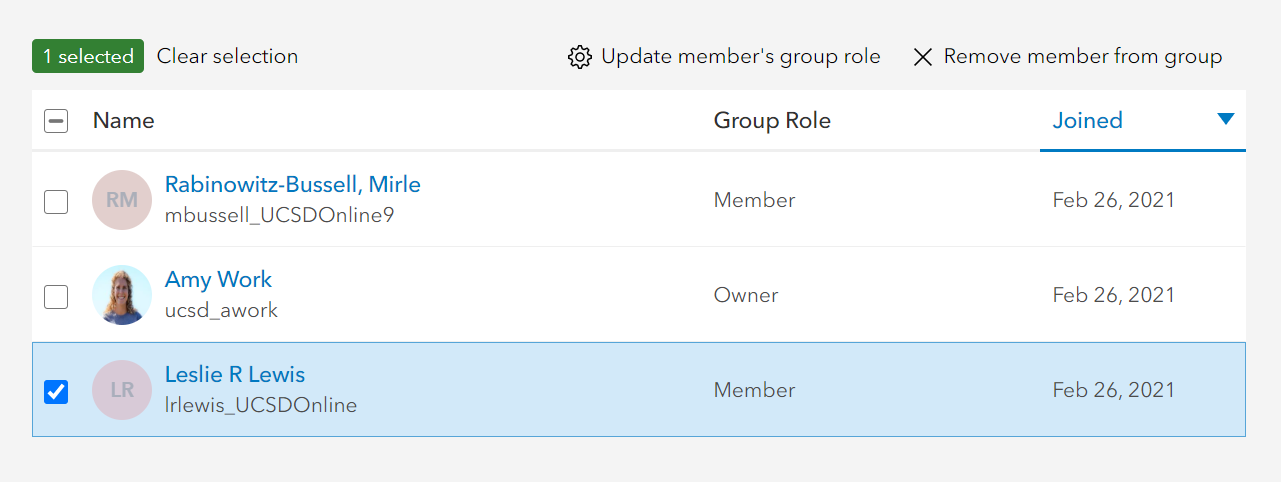 1 selected Clear selection Update member's group role Remove member from group
Name Group Role Joined
RM Rabinowitz-Bussell, Mirle
mbussell_UCSDOnline9
Member Feb 26, 2021
Amy Work
ucsd_awork
Owner Feb 26, 2021
LR Leslie R Lewis
lrlewis_UCSDOnline
Member Feb 26, 2021